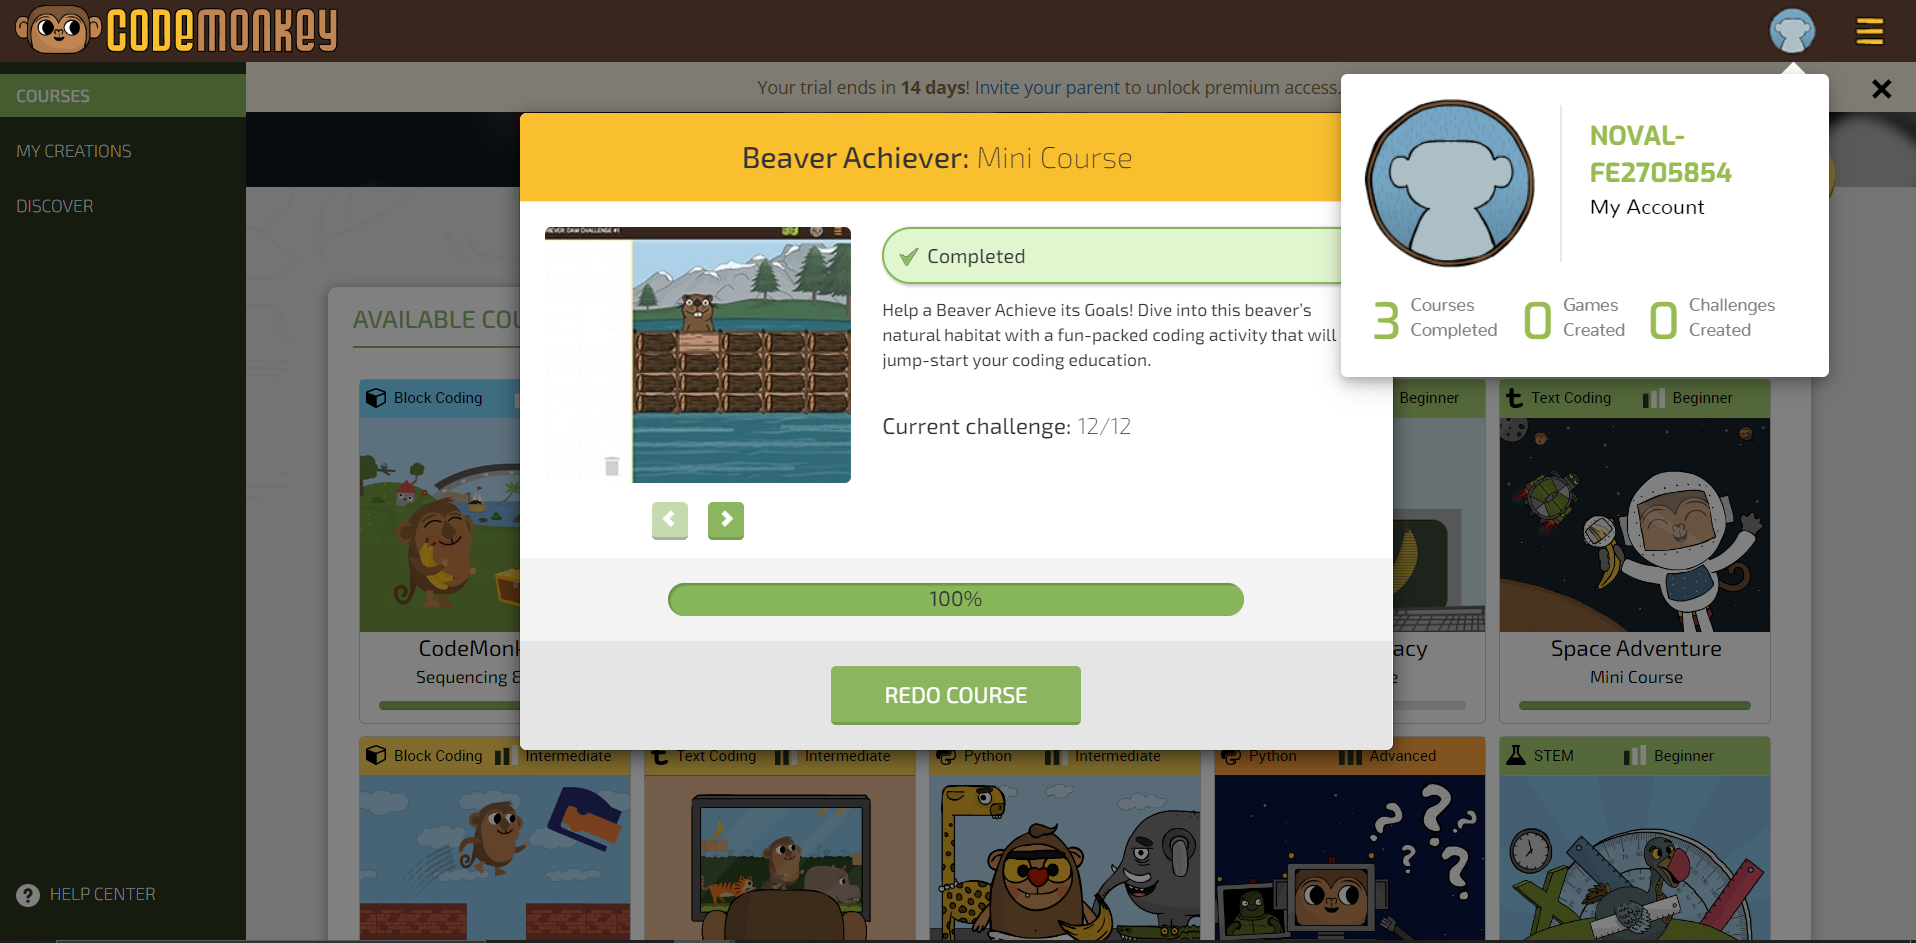 CODEMONKEY
COURSES
MY CREATIONS
DISCOVER
HELP CENTER
Your trial ends in 14 days! Invite your parent to unlock premium access.
NOVAL-
FE2705854
My Account
3 Courses Completed
0 Games Created
0 Challenges Created
Beaver Achiever: Mini Course
DAM CHALLENGE #1
Completed
Help a Beaver Achieve its Goals! Dive into this beaver's
natural habitat with a fun-packed coding activity that will
jump-start your coding education.
Current challenge: 12/12
100%
REDO COURSE
AVAILABLE COU
Block Coding
Beginner
Text Coding Beginner
CodeMonk
Sequencing &
acy
Space Adventure
Mini Course
Block Coding Intermediate
Text Coding Intermediate
Python Intermediate
Python Advanced
STEM Beginner